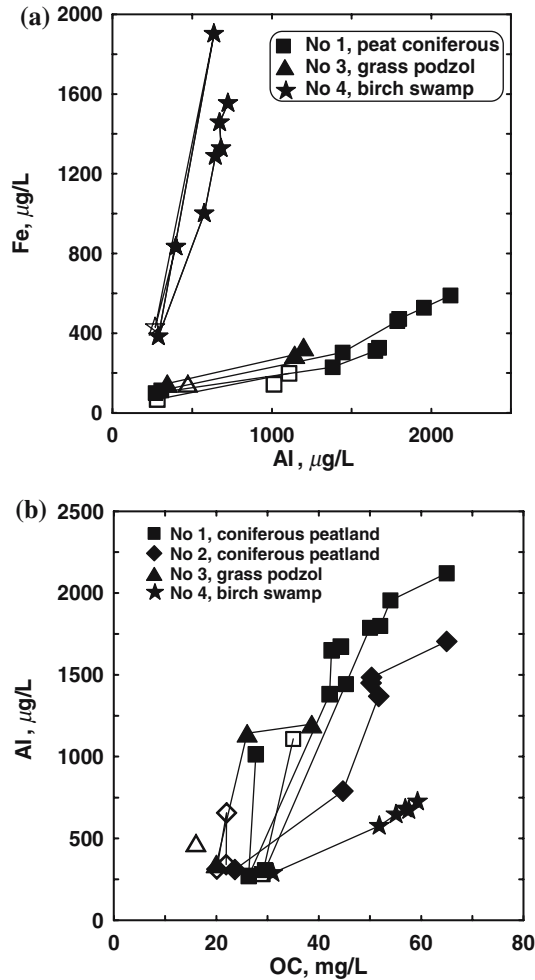 (a)
2000
1600
1200
800
400
0
Fe, µg/L
No 1, peat coniferous
No 3, grass podzol
No 4, birch swamp
0 1000 2000
Al , µg/L
(b)
2500
2000
1500
1000
500
0
Al, µg/L
No 1, coniferous peatland
No 2, coniferous peatland
No 3, grass podzol
No 4, birch swamp
0 20 40 60 80
OC, mg/L